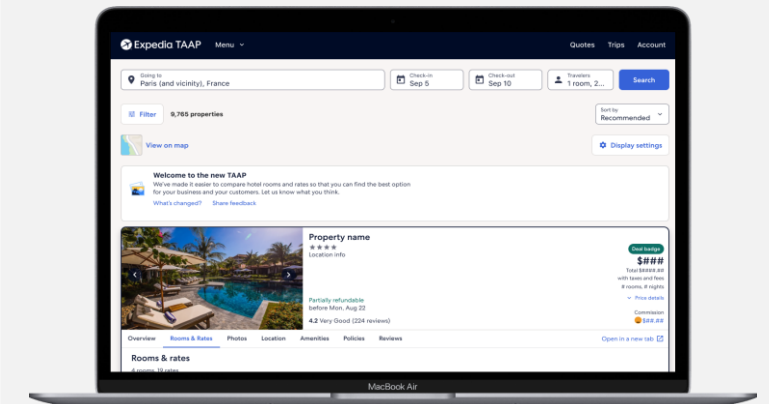 Expedia TAAP
Menu
Quotes
Trips
Account
Going to
Paris (and vicinity), France
Check-in
Sep 5
Check-out
Sep 10
Travelers
1 room, 2...
Search
Filter
9,765 properties
Sort by
Recommended
View on map
Display settings
Welcome to the new TAAP
We've made it easier to compare hotel rooms and rates so that you can find the best option
for your business and your customers. Let us know what you think.
What's changed?
Share feedback
Property name
Location info
Partially refundable
before Mon, Aug 22
4.2 Very Good (224 reviews)
Deal badge
$###
Total $####.##
with taxes and fees
# rooms, # nights
Price details
Commission
$##.##
Overview
Rooms & Rates
Photos
Location
Amenities
Policies
Reviews
Open in a new tab
Rooms & rates
4 rooms, 19 rates
MacBook Air